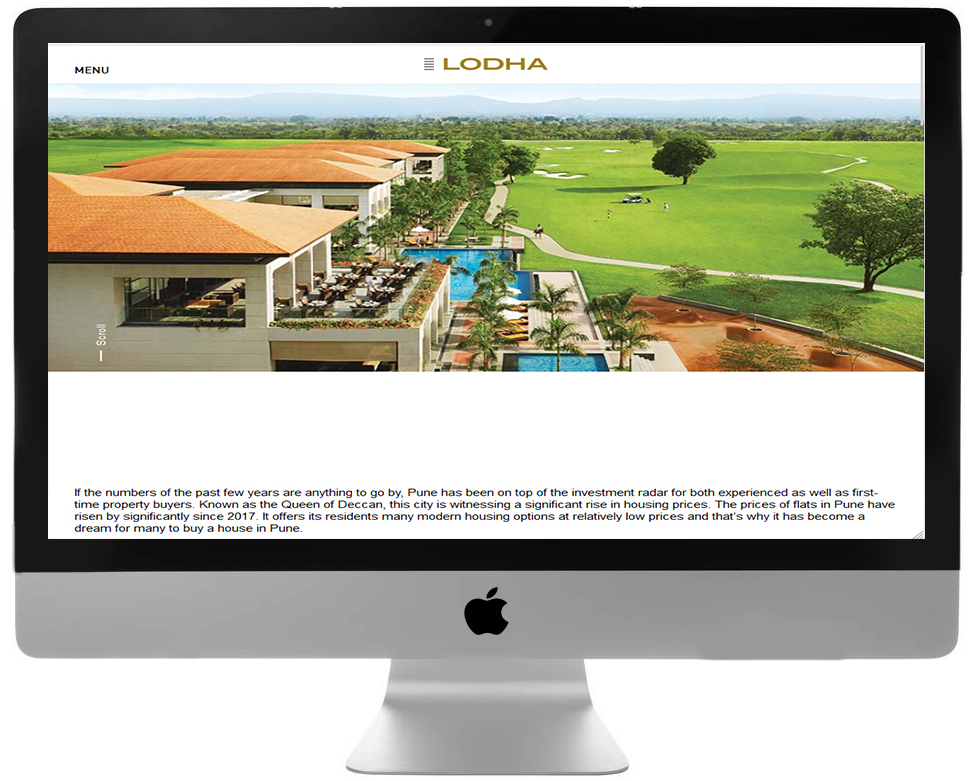 MENU
LODHA
Scroll
If the numbers of the past few years are anything to go by, Pune has been on top of the investment radar for both experienced as well as first-
time property buyers. Known as the Queen of Deccan, this city is witnessing a significant rise in housing prices. The prices of flats in Pune have
risen by significantly since 2017. It offers its residents many modern housing options at relatively low prices and that's why it has become a
dream for many to buy a house in Pune.